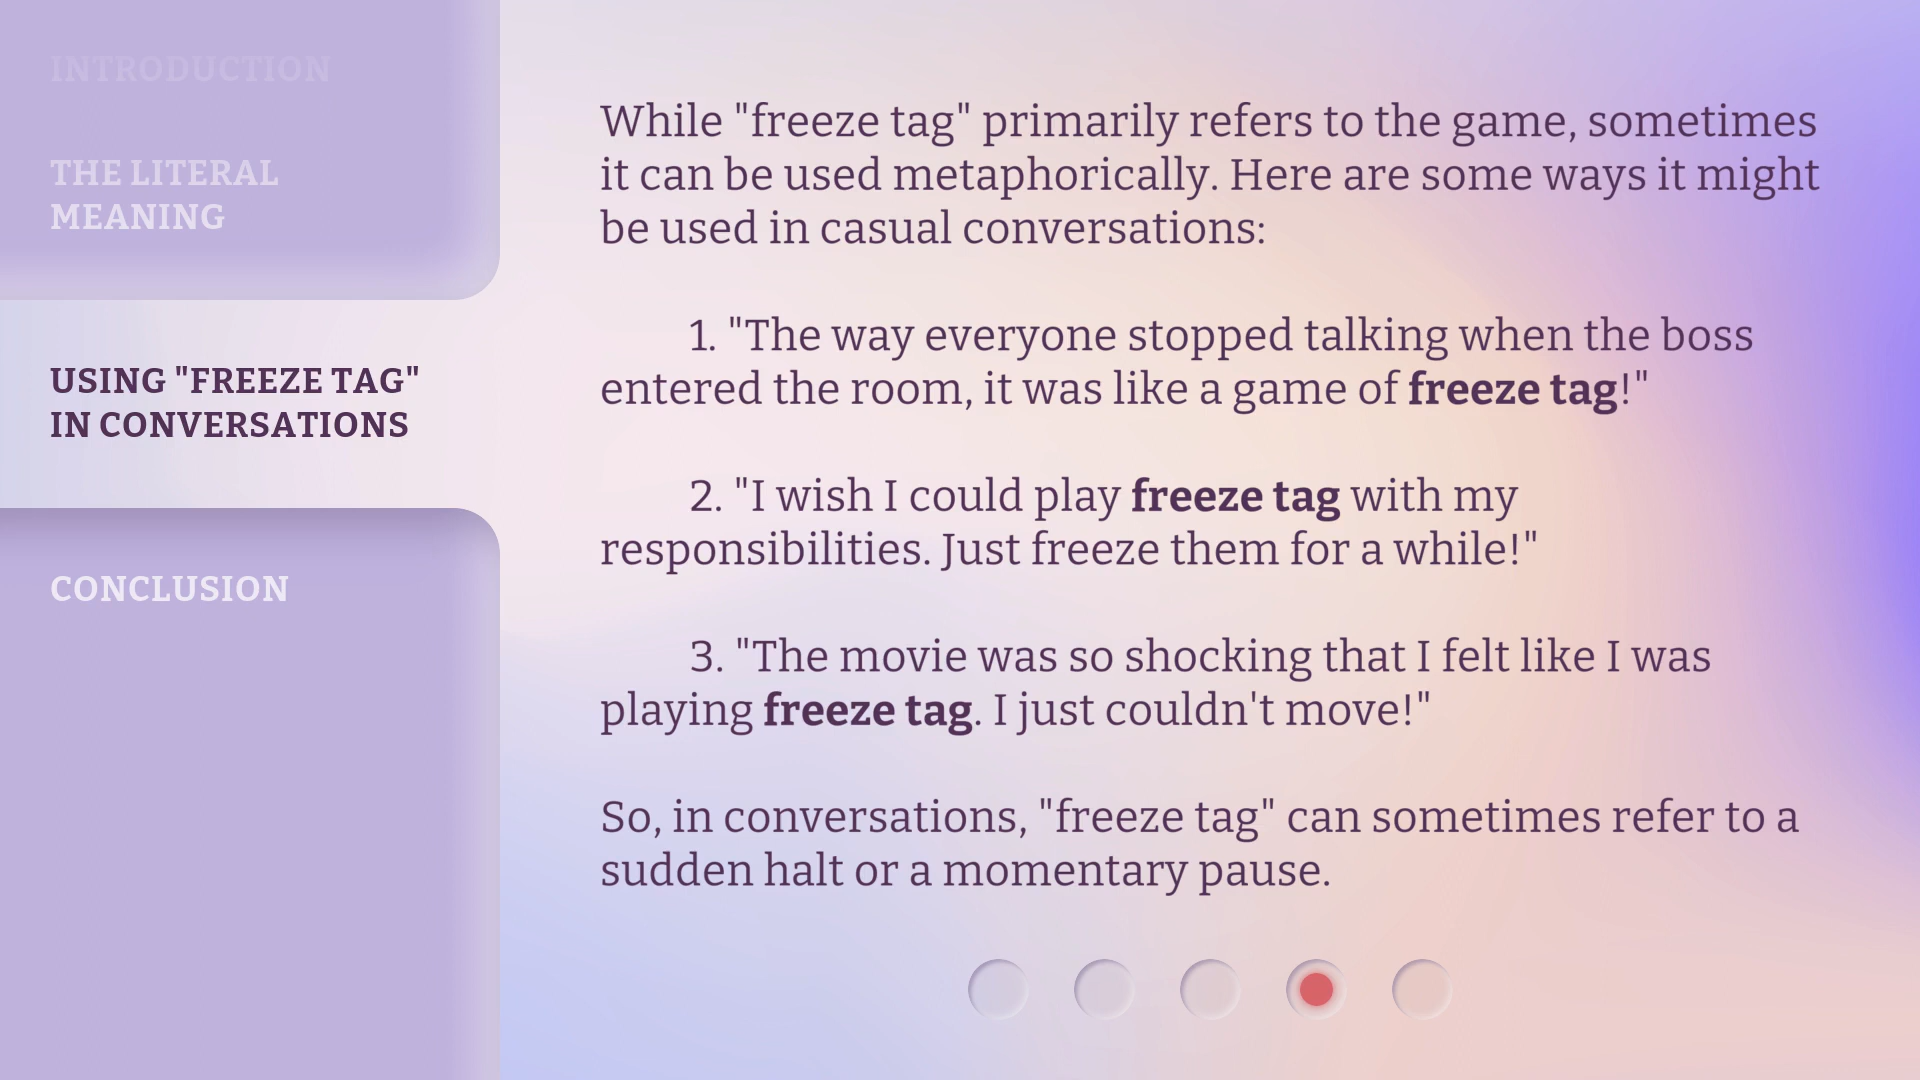 INTRODUCTION
THE LITERAL
MEANING
USING "FREEZE TAG"
IN CONVERSATIONS
CONCLUSION
While "freeze tag" primarily refers to the game, sometimes
it can be used metaphorically. Here are some ways it might
be used in casual conversations:
1. "The way everyone stopped talking when the boss
entered the room, it was like a game of freeze tag!"
2. "I wish I could play freeze tag with my
responsibilities. Just freeze them for a while!"
3. "The movie was so shocking that I felt like I was
playing freeze tag. I just couldn't move!"
So, in conversations, "freeze tag" can sometimes refer to a
sudden halt or a momentary pause.